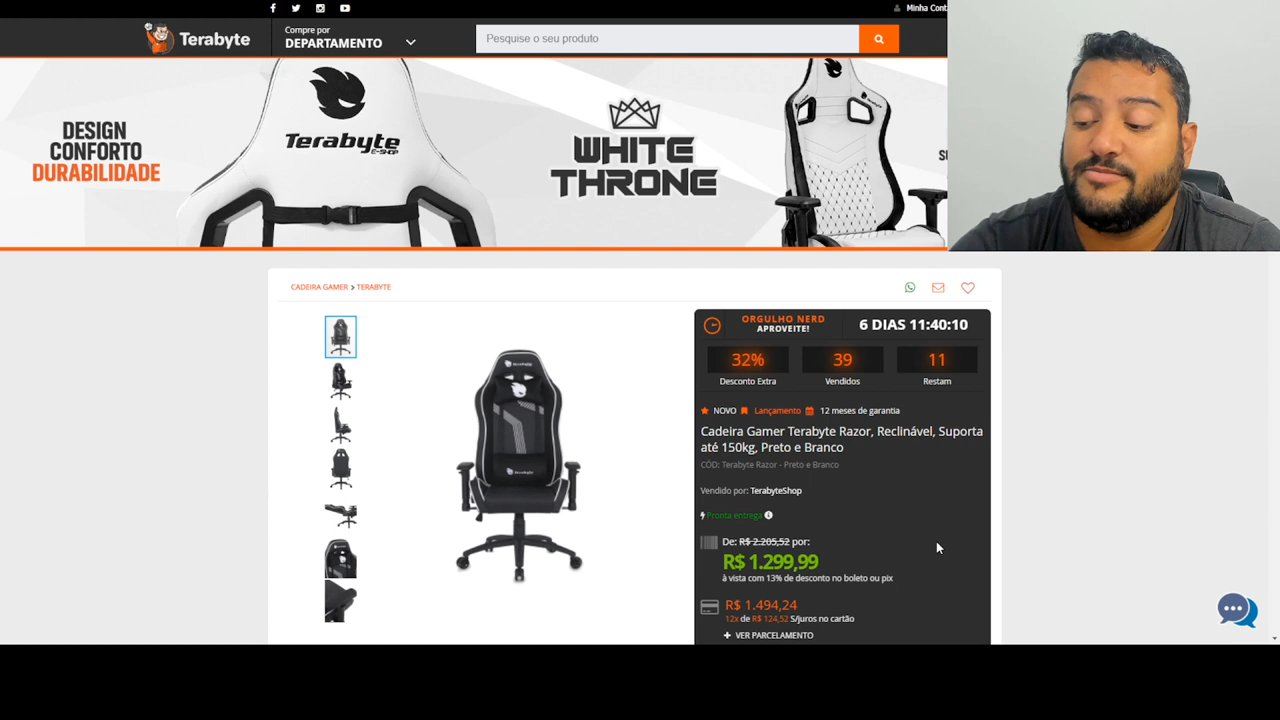 Minha Cont
Terabyte
Compre por
DEPARTAMENTO
Pesquise o seu produto
DESIGN
CONFORTO
DURABILIDADE
Terabyte
E-SHOP
WHITE
THRONE
CADEIRA GAMER > TERABYTE
ORGULHO NERD
APROVEITE!
6 DIAS 11:40:10
32%
Desconto Extra
39
Vendidos
11
Restam
NOVO Lançamento 12 meses de garantia
Cadeira Gamer Terabyte Razor, Reclinável, Suporta
até 150kg, Preto e Branco
CÓD: Terabyte Razor - Preto e Branco
Vendido por: TerabyteShop
Pronta entrega
De: R$ 2.205,52 por:
R$ 1.299,99
à vista com 13% de desconto no boleto ou pix
R$ 1.494,24
12x de R$ 124,52 S/juros no cartão
+ VER PARCELAMENTO